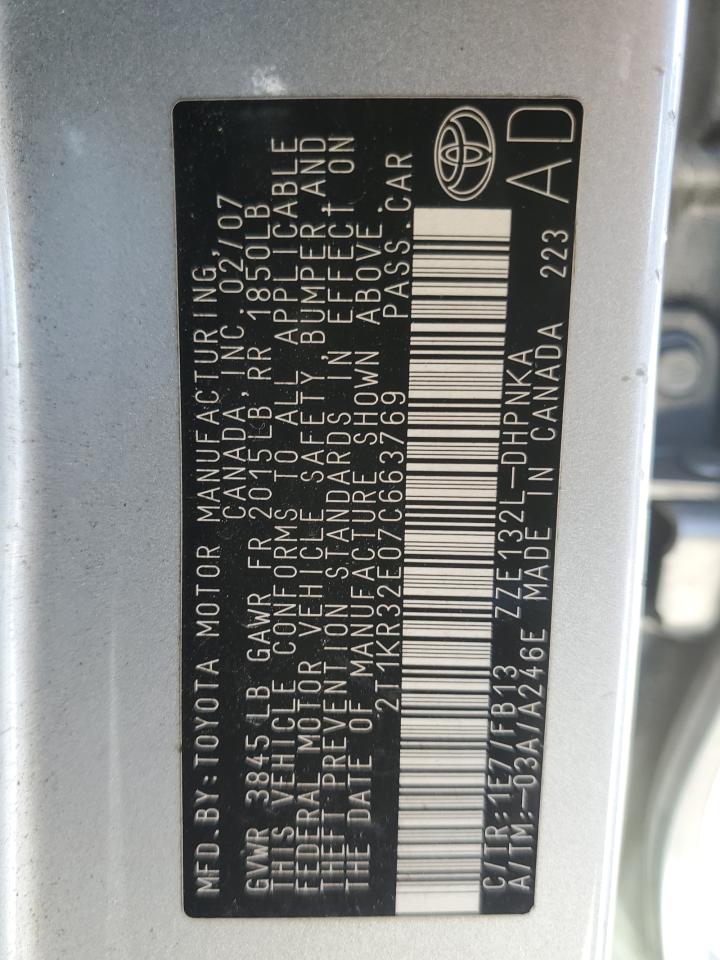 MFD.BY:TOYOTA MOTOR MANUFACTURING,
CANADA, INC. 02/07
GVWR 3845 LB GAWR FR 2015LB, RR 1850LB
THIS VEHICLE CONFORMS TO ALL APPLICABLE
FEDERAL MOTOR VEHICLE SAFETY, BUMPER, AND
THEFT PREVENTION STANDARDS IN EFFECT ON
THE DATE OF MANUFACTURE SHOWN ABOVE.
2T1KR32E07C663769 PASS.CAR
C/TR:1E7/FB13 ZZE132L-DHPNKA
A/TM:-03A/A246E MADE IN CANADA 223
AD